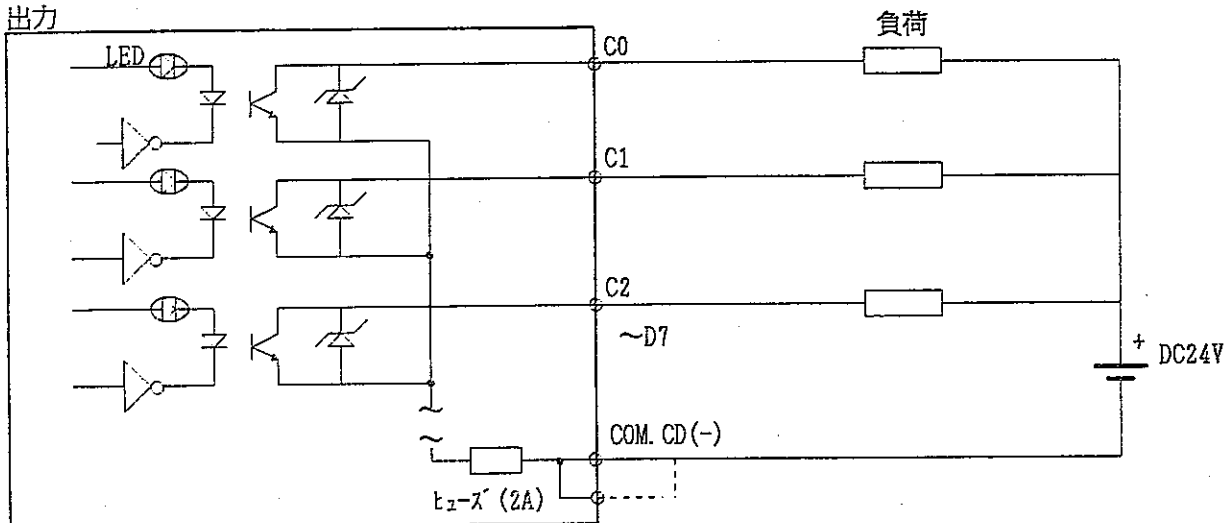 出力
LED
C0
負荷
C1
C2
～D7
+
DC24V
COM.CD(-)
ﾋｭｰｽﾞ(2A)